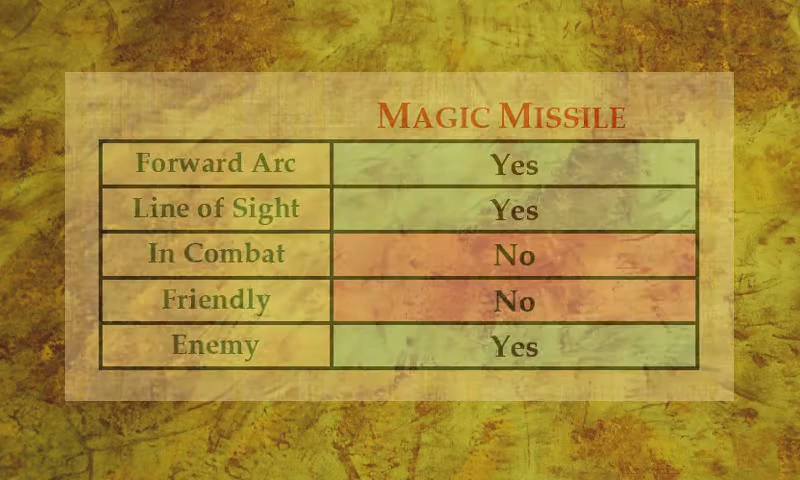 MAGIC MISSILE
Forward Arc Yes
Line of Sight Yes
In Combat No
Friendly No
Enemy Yes